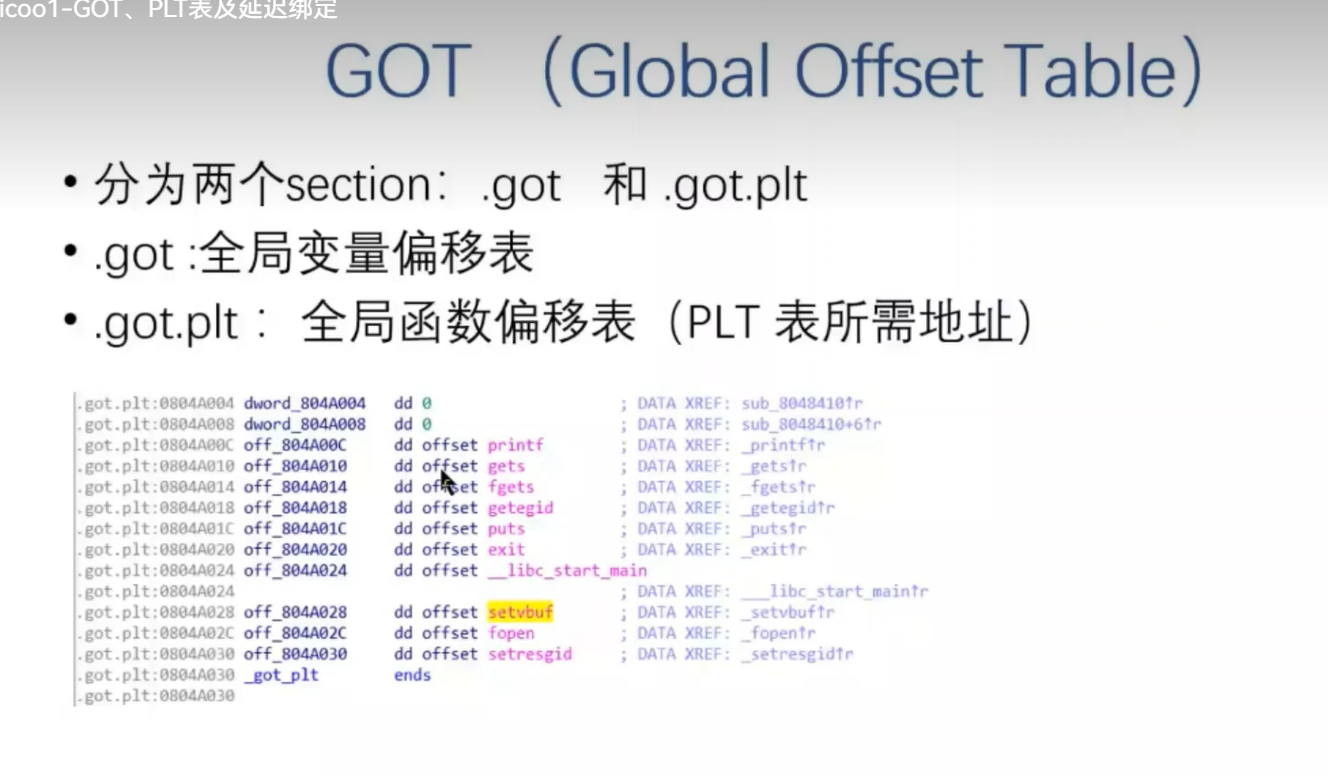 icoo1-GOT、PLT表及延迟绑定
GOT （Global Offset Table）
• 分为两个section： .got 和 .got.plt
• .got :全局变量偏移表
• .got.plt ： 全局函数偏移表（PLT 表所需地址）
.got.plt:0804A004 dword_804A004 dd 0 ; DATA XREF: sub_8048410↑r
.got.plt:0804A008 dword_804A008 dd 0 ; DATA XREF: sub_8048410+6↑r
.got.plt:0804A00C off_804A00C dd offset printf ; DATA XREF: _printf↑r
.got.plt:0804A010 off_804A010 dd offset gets ; DATA XREF: _gets↑r
.got.plt:0804A014 off_804A014 dd offset fgets ; DATA XREF: _fgets↑r
.got.plt:0804A018 off_804A018 dd offset getegid ; DATA XREF: _getegid↑r
.got.plt:0804A01C off_804A01C dd offset puts ; DATA XREF: _puts↑r
.got.plt:0804A020 off_804A020 dd offset exit ; DATA XREF: _exit↑r
.got.plt:0804A024 off_804A024 dd offset __libc_start_main
.got.plt:0804A024 ; DATA XREF: ___libc_start_main↑r
.got.plt:0804A028 off_804A028 dd offset setvbuf ; DATA XREF: _setvbuf↑r
.got.plt:0804A02C off_804A02C dd offset fopen ; DATA XREF: _fopen↑r
.got.plt:0804A030 off_804A030 dd offset setresgid ; DATA XREF: _setresgid↑r
.got.plt:0804A030 _got_plt ends
.got.plt:0804A030